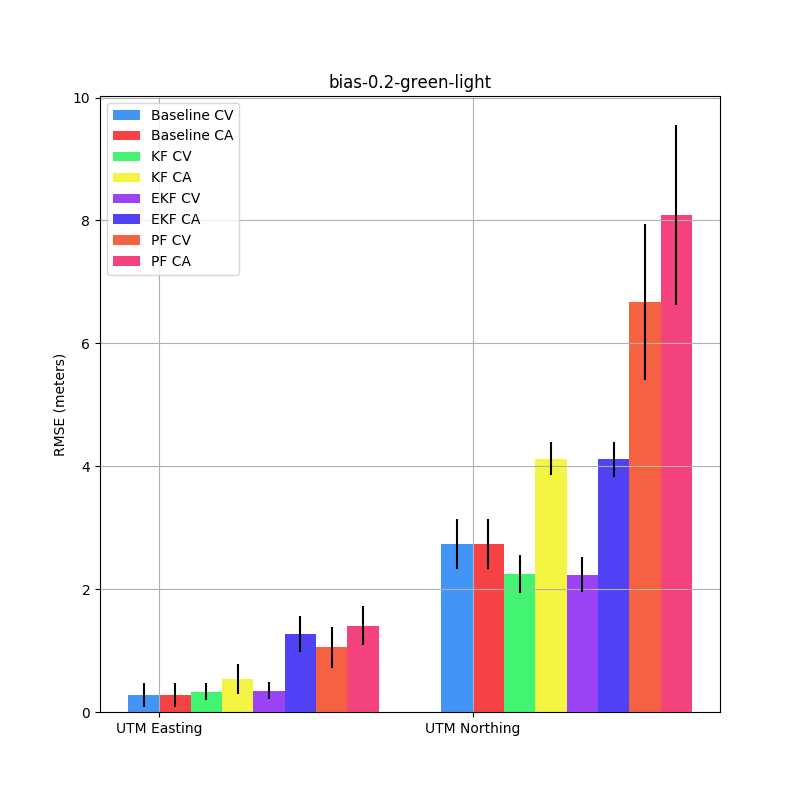 bias-0.2-green-light
10
8
6
4
2
0
RMSE (meters)
Baseline CV
Baseline CA
KF CV
KF CA
EKF CV
EKF CA
PF CV
PF CA
UTM Easting
UTM Northing